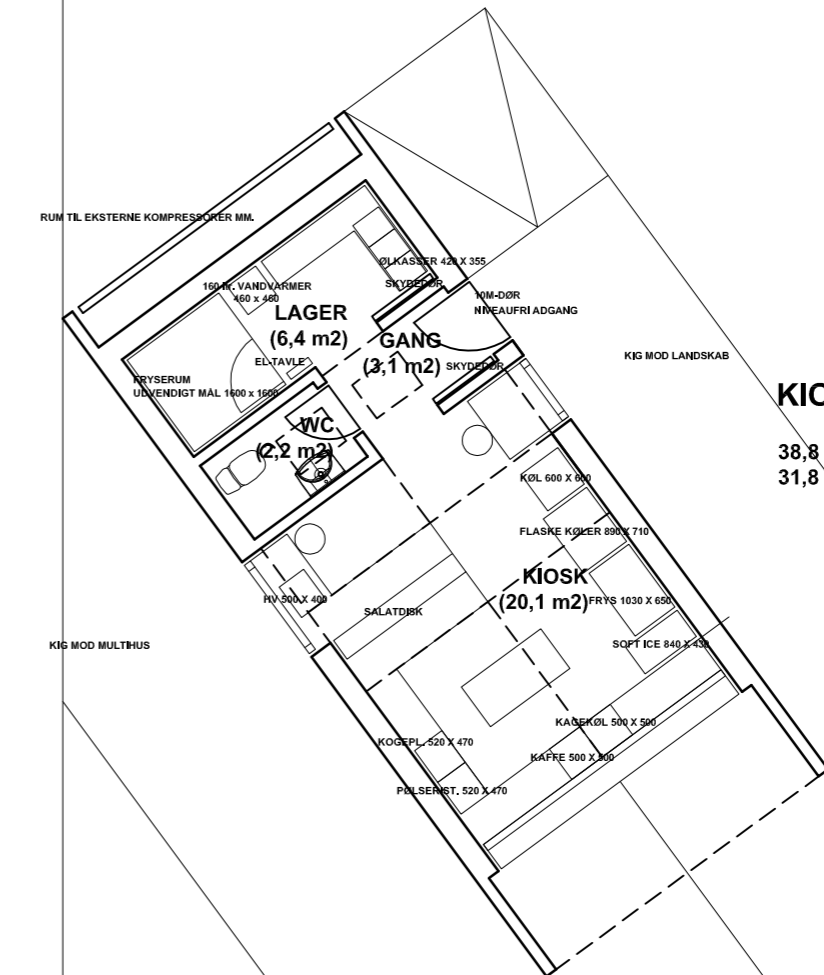 RUM TIL EKSTERNE KOMPRESSORER MM.
ØLKASSER 420 X 355
SKYDEDØR
160 ltr. VANDVARMER
460 x 460
10M-DØR
NIVEAUFRI ADGANG
LAGER
(6,4 m2)
GANG
(3,1 m2)
SKYDEDØR
KIG MOD LANDSKAB
EL-TAVLE
FRYSERUM
UDVENDIGT MÅL 1600 x 1600
KIO
38,8
31,8
WC
(2,2 m2)
KØL 600 X 600
FLASKE KØLER 890 X 710
KIOSK
(20,1 m2)
FRYS 1030 X 650
HV 500 X 400
SALATDISK
SOFT ICE 840 X 430
KIG MOD MULTIHUS
KAGEKØL 500 X 500
KOGEPL. 520 X 470
KAFFE 500 X 500
PØLSERIST. 520 X 470